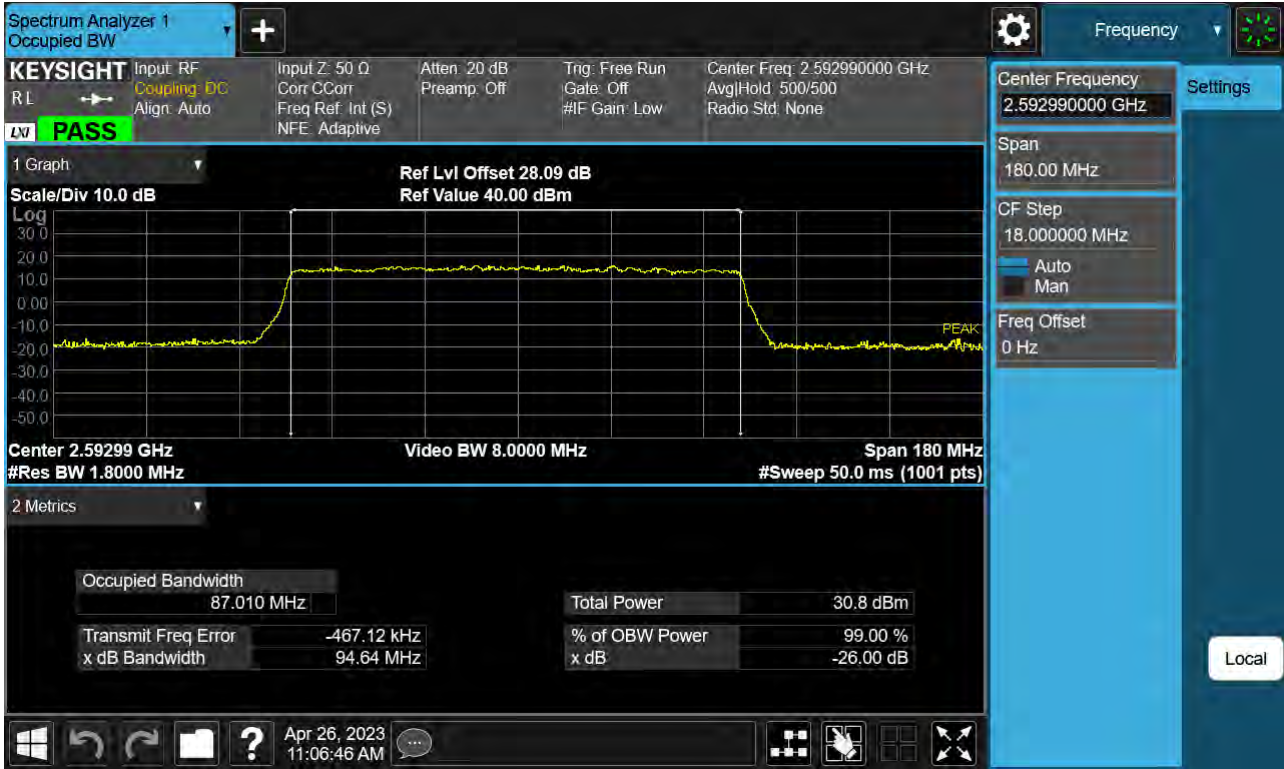 Spectrum Analyzer 1
Occupied BW
Frequency
KEYSIGHT
R L
LXI
PASS
Input: RF
Coupling: DC
Align: Auto
Input Z: 50 Ω
Corr CCorr
Freq Ref: Int (S)
NFE: Adaptive
Atten: 20 dB
Preamp: Off
Trig: Free Run
Gate: Off
#IF Gain: Low
Center Freq: 2.592990000 GHz
Avg|Hold: 500/500
Radio Std: None
Center Frequency
2.592990000 GHz
Settings
Span
180.00 MHz
CF Step
18.000000 MHz
Auto
Man
Freq Offset
0 Hz
Local
1 Graph
Scale/Div 10.0 dB
Ref Lvl Offset 28.09 dB
Ref Value 40.00 dBm
Log
30.0
20.0
10.0
0.00
-10.0
-20.0
-30.0
-40.0
-50.0
PEAK
Center 2.59299 GHz
#Res BW 1.8000 MHz
Video BW 8.0000 MHz
Span 180 MHz
#Sweep 50.0 ms (1001 pts)
2 Metrics
Occupied Bandwidth
87.010 MHz
Transmit Freq Error -467.12 kHz
x dB Bandwidth 94.64 MHz
Total Power 30.8 dBm
% of OBW Power 99.00 %
x dB -26.00 dB
?
Apr 26, 2023
11:06:46 AM